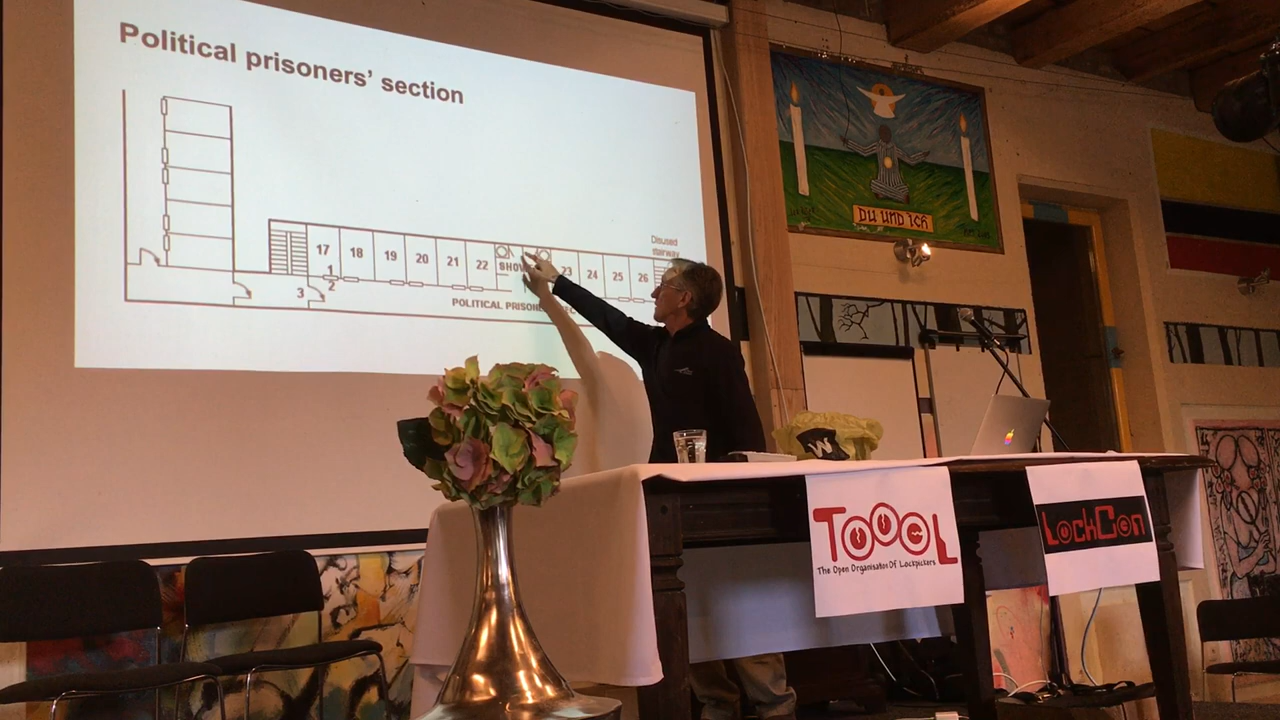 Political prisoners' section
17 18 19 20 21 22 23 24 25 26
1
2
3
Disused
stairway
POLITICAL
DU UND ICH
W
TOOOL
The Open Organisation Of Lockpickers
LockCon